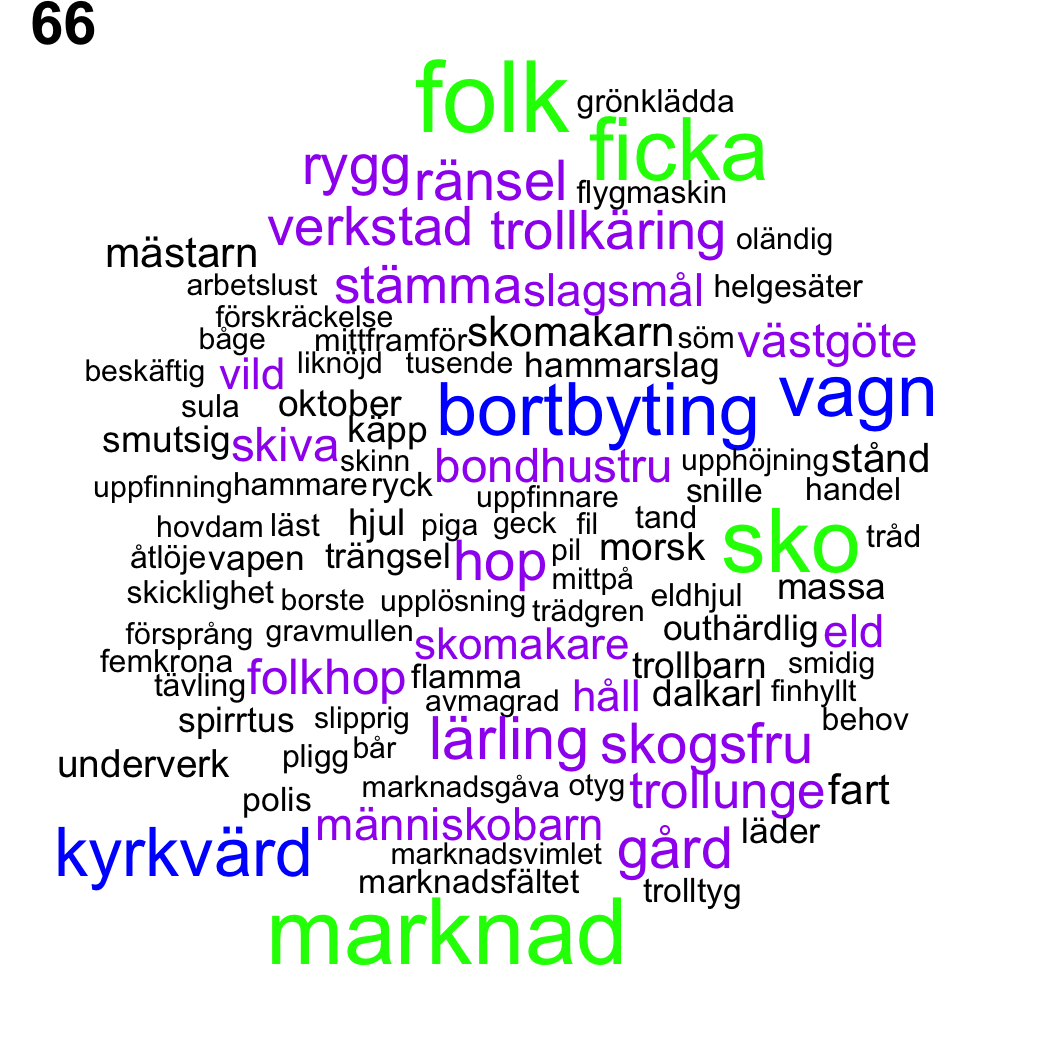 66
folk grönklädda
ficka
rygg ränsel flygmaskin
verkstad trollkäring oländig
mästarn
arbetslust stämma slagsmål helgesäter
förskräckelse
båge mittframför skomakarn söm västgöte
beskäftig vild liknöjd tusende hammarslag
sula oktober bortbyting vagn
smutsig skiva käpp
skinn bondhustru upphöjning stånd
uppfinning hammare ryck uppfinnare snille handel
hovdam läst hjul piga geck fil tand sko tråd
åtlöje vapen trängsel hop pil morsk
mittpå massa
skicklighet borste upplösning trädgren eldhjul
försprång gravmullen skomakare outhärdlig eld
femkrona trollbarn smidig
tävling folkhop flamma håll dalkarl finhyllt
avmagrad
spirrtus slipprig lärling skogsfru behov
underverk pligg bår
marknadsgåva otyg trollunge fart
polis
människobarn läder
kyrkvärd marknadsvimlet gård
marknadsfältet trolltyg
marknad